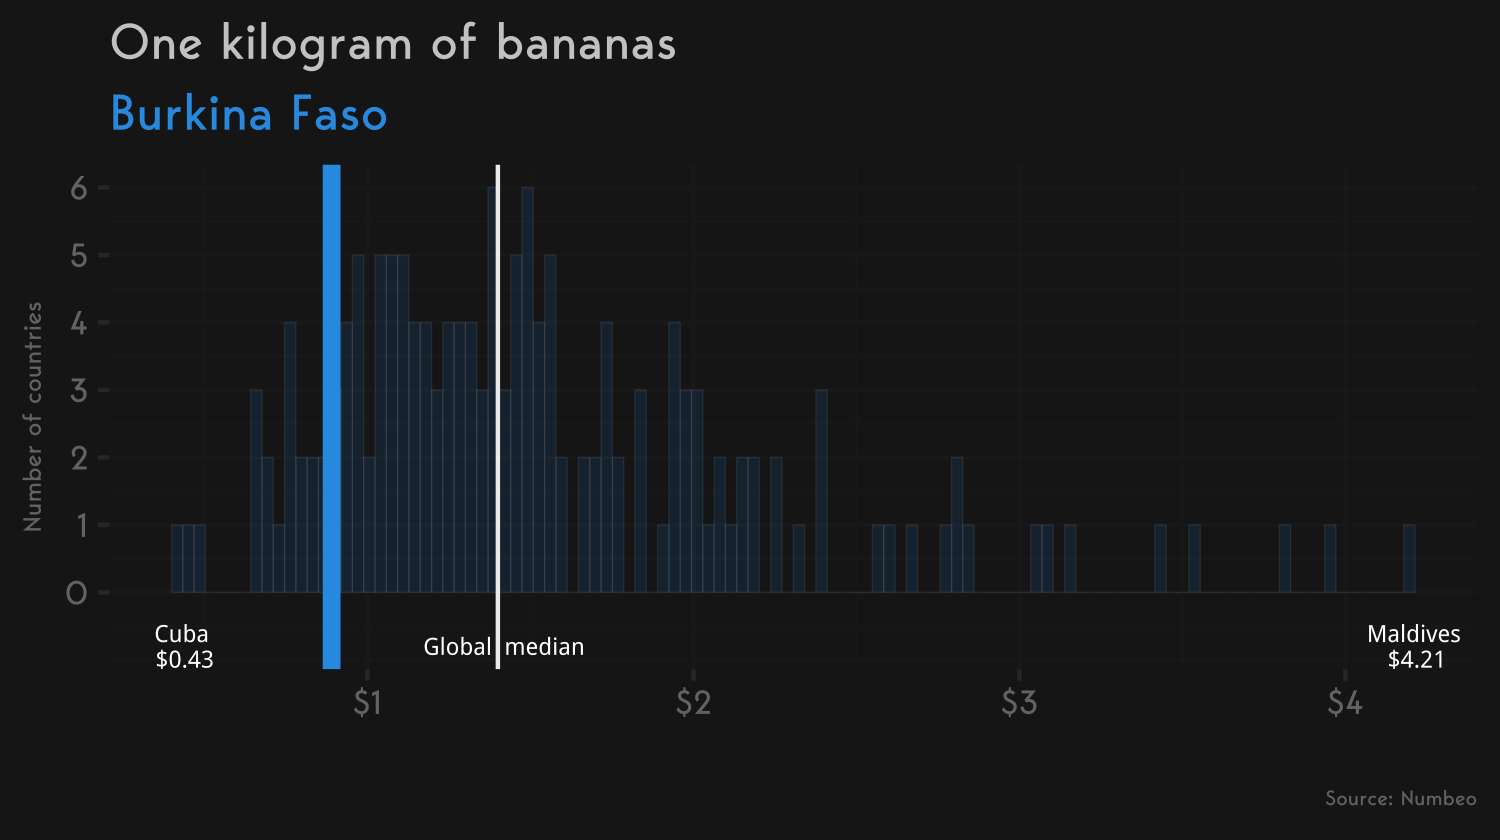 One kilogram of bananas
Burkina Faso
Number of countries
6
5
4
3
2
1
0
Cuba
$0.43
Global median
Maldives
$4.21
$1 $2 $3 $4
Source: Numbeo